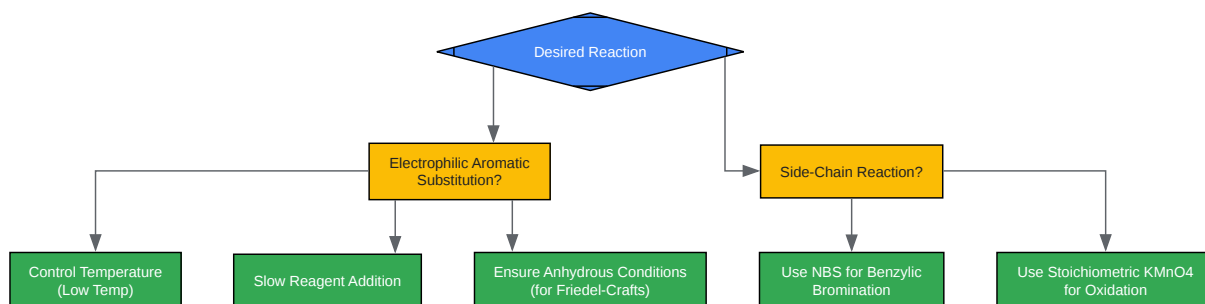 Desired Reaction
Electrophilic Aromatic
Substitution?
Side-Chain Reaction?
Control Temperature
(Low Temp)
Slow Reagent Addition
Ensure Anhydrous Conditions
(for Friedel-Crafts)
Use NBS for Benzylic
Bromination
Use Stoichiometric KMnO4
for Oxidation